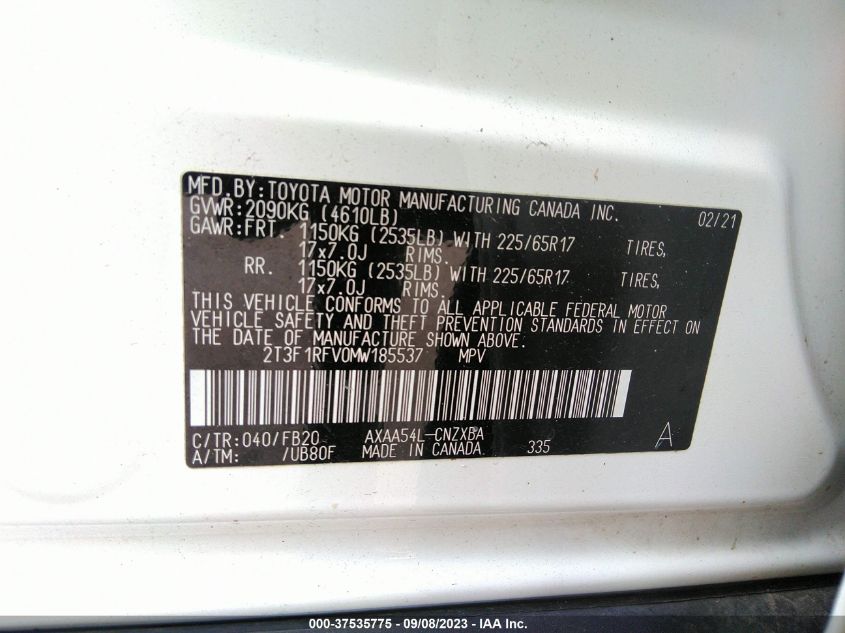 MFD.BY:TOYOTA MOTOR MANUFACTURING CANADA INC. 02/21
GVWR:2090KG (4610LB)
GAWR:FRT. 1150KG (2535LB) WITH 225/65R17 TIRES,
17x7.0J RIMS.
RR. 1150KG (2535LB) WITH 225/65R17 TIRES,
17x7.0J RIMS.
THIS VEHICLE CONFORMS TO ALL APPLICABLE FEDERAL MOTOR
VEHICLE SAFETY AND THEFT PREVENTION STANDARDS IN EFFECT ON
THE DATE OF MANUFACTURE SHOWN ABOVE.
2T3F1RFV0MW185537 MPV
C/TR:040/FB20 AXAA54L-CNZXBA
A/TM: /UB80F MADE IN CANADA. 335 A
000-37535775 - 09/08/2023 - IAA Inc.